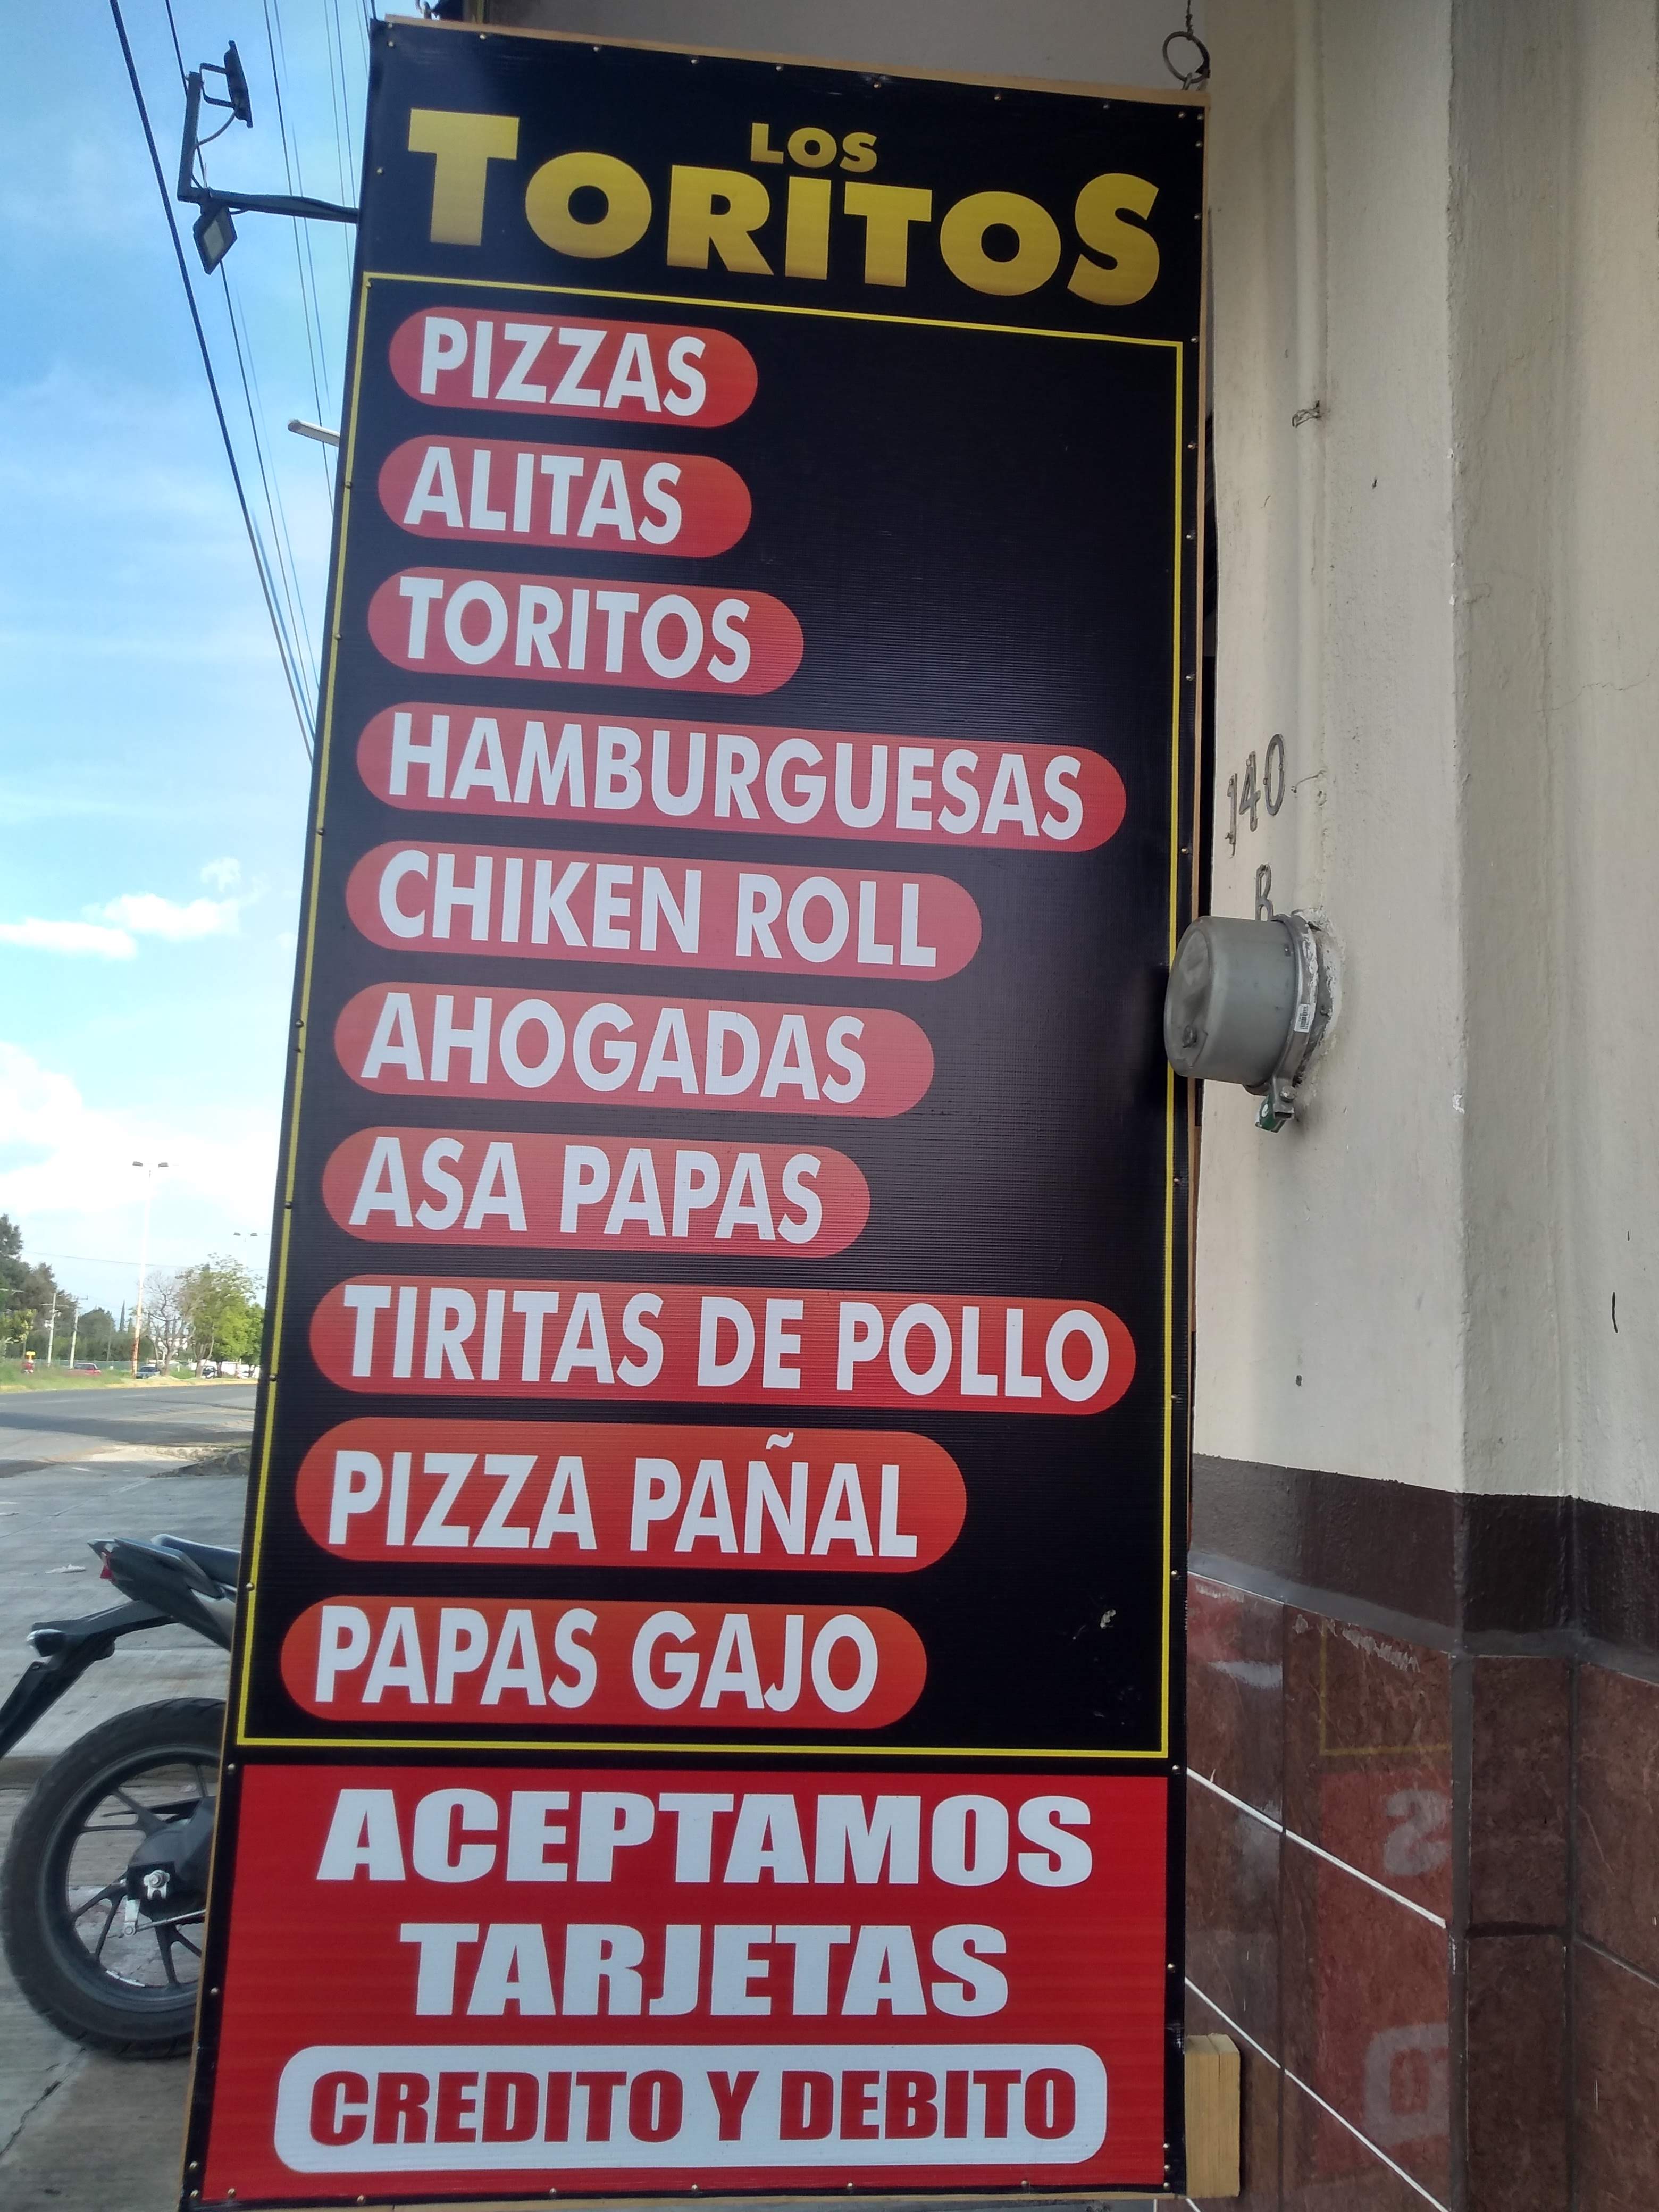 LOS
TORITOS
PIZZAS
ALITAS
TORITOS
HAMBURGUESAS
CHIKEN ROLL
AHOGADAS
ASA PAPAS
TIRITAS DE POLLO
PIZZA PAÑAL
PAPAS GAJO
ACEPTAMOS
TARJETAS
CREDITO Y DEBITO
140
B